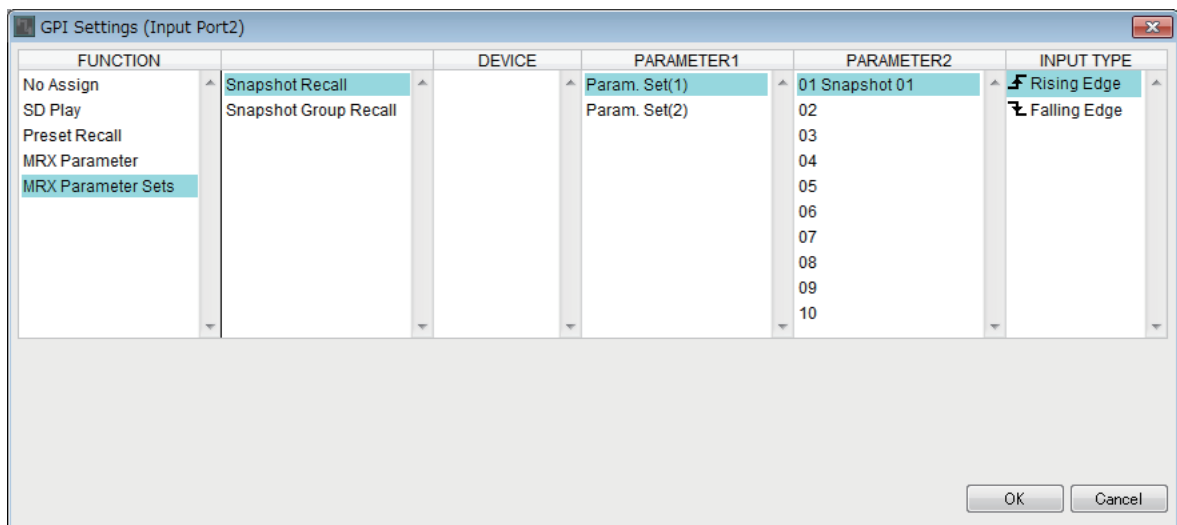 GPI Settings (Input Port2)
FUNCTION DEVICE PARAMETER1 PARAMETER2 INPUT TYPE
No Assign Snapshot Recall Param. Set(1) 01 Snapshot 01 Rising Edge
SD Play Snapshot Group Recall Param. Set(2) 02 Falling Edge
Preset Recall 03
MRX Parameter 04
MRX Parameter Sets 05
06
07
08
09
10
OK Cancel